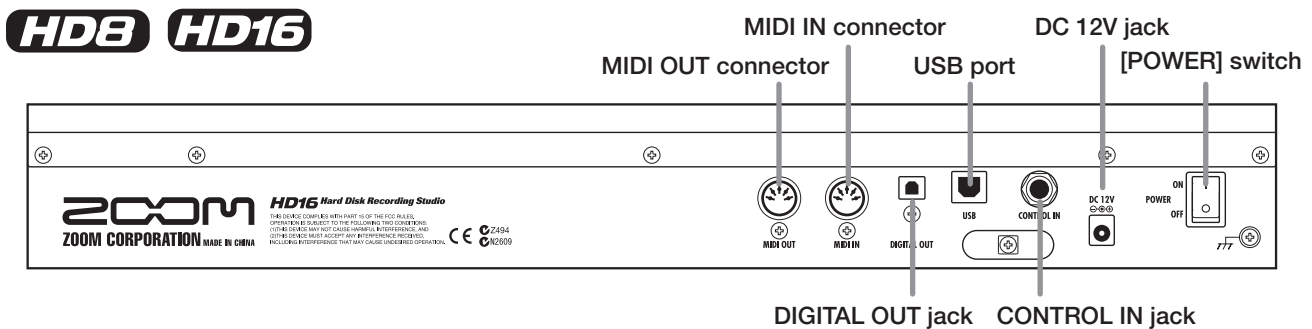 HD8 HD16
MIDI IN connector
DC 12V jack
MIDI OUT connector
USB port
[POWER] switch
ZOOM
ZOOM CORPORATION MADE IN CHINA
HD16 Hard Disk Recording Studio
THIS DEVICE COMPLIES WITH PART 15 OF THE FCC RULES,
OPERATION IS SUBJECT TO THE FOLLOWING TWO CONDITIONS:
(1)THIS DEVICE MAY NOT CAUSE HARMFUL INTERFERENCE, AND
(2)THIS DEVICE MUST ACCEPT ANY INTERFERENCE RECEIVED,
INCLUDING INTERFERENCE THAT MAY CAUSE UNDESIRED OPERATION.
CE
Z494
N2609
MIDI OUT
MIDI IN
DIGITAL OUT
USB
CONTROL IN
DC 12V
POWER
ON
OFF
DIGITAL OUT jack
CONTROL IN jack